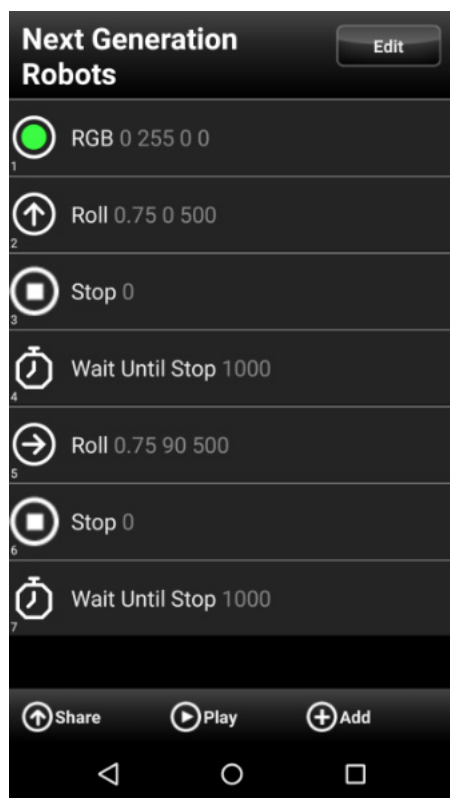 Next Generation
Robots
Edit
RGB 0 255 0 0
1
Roll 0.75 0 500
2
Stop 0
3
Wait Until Stop 1000
4
Roll 0.75 90 500
5
Stop 0
6
Wait Until Stop 1000
7
Share
Play
Add